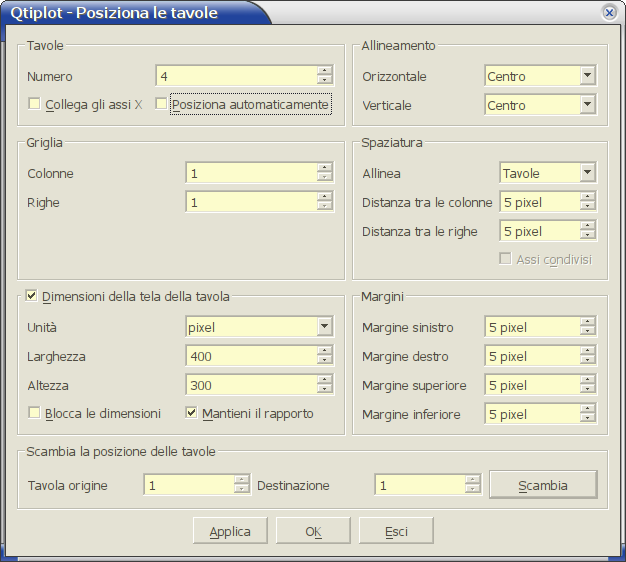 Qtiplot - Posiziona le tavole
Tavole
Numero 4
Collega gli assi X Posiziona automaticamente
Allineamento
Orizzontale Centro
Verticale Centro
Griglia
Colonne 1
Righe 1
Spaziatura
Allinea Tavole
Distanza tra le colonne 5 pixel
Distanza tra le righe 5 pixel
Assi condivisi
Dimensioni della tela della tavola
Unità pixel
Larghezza 400
Altezza 300
Blocca le dimensioni Mantieni il rapporto
Margini
Margine sinistro 5 pixel
Margine destro 5 pixel
Margine superiore 5 pixel
Margine inferiore 5 pixel
Scambia la posizione delle tavole
Tavola origine 1 Destinazione 1 Scambia
Applica OK Esci